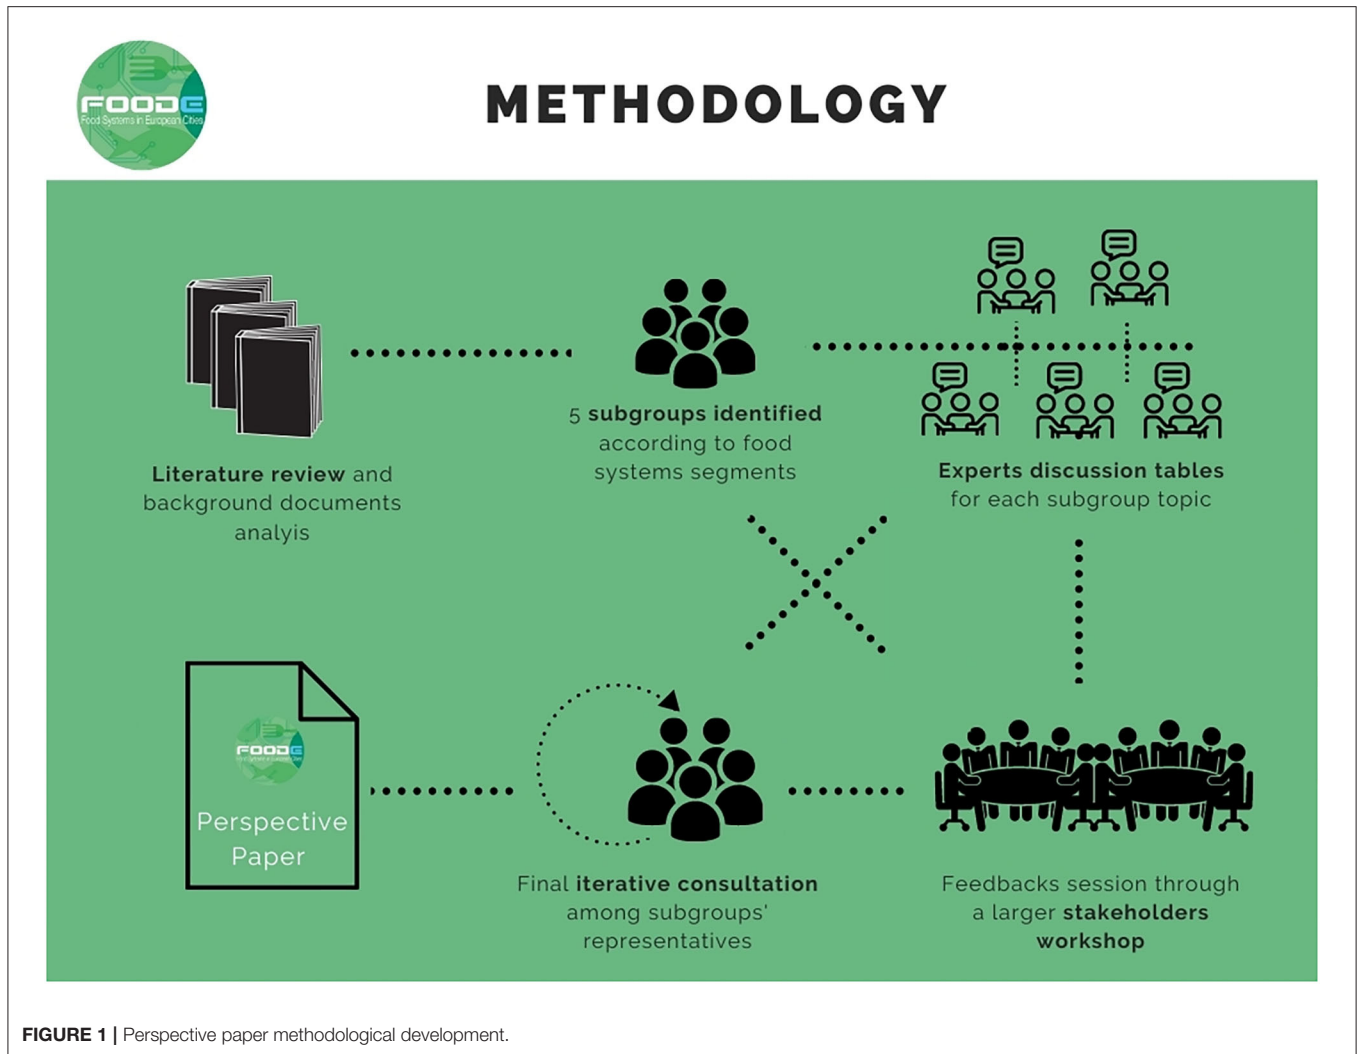 FOODE
Food Systems in European Cities
METHODOLOGY
Literature review and
background documents
analyis
5 subgroups identified
according to food
systems segments
Experts discussion tables
for each subgroup topic
FOODE
Perspective
Paper
Final iterative consultation
among subgroups'
representatives
Feedbacks session through
a larger stakeholders
workshop
FIGURE 1 | Perspective paper methodological development.